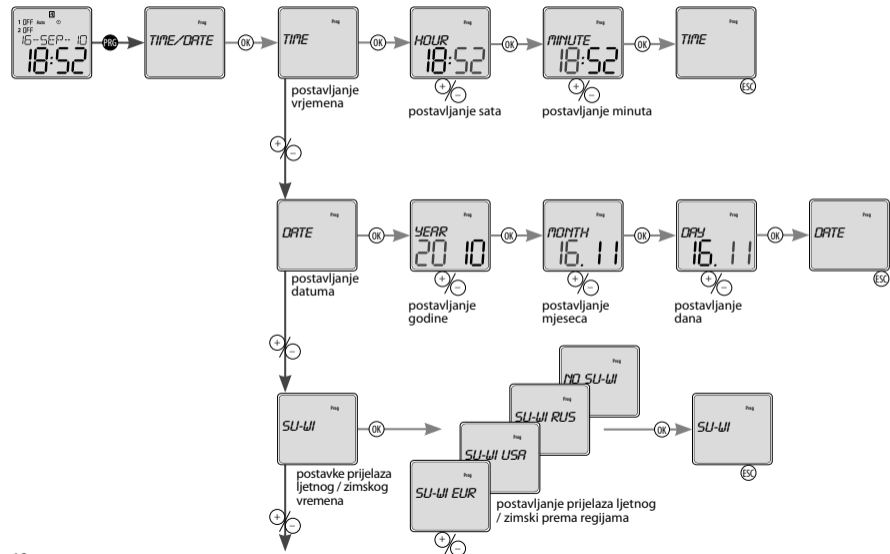 1 OFF Auto
2 OFF
16-SEP-10
18:52
PRG
Prog
TIME/DATE
OK
Prog
TIME
OK
Prog
HOUR
18:52
OK
Prog
MINUTE
18:52
OK
Prog
TIME
ESC
postavljanje
vrjemena
+/−
postavljanje sata
+/−
postavljanje minuta
+/−
Prog
DATE
OK
Prog
YEAR
20 10
OK
Prog
MONTH
16. 11
OK
Prog
DAY
16. 11
OK
Prog
DATE
ESC
postavljanje
datuma
+/−
postavljanje
godine
+/−
postavljanje
mjeseca
+/−
postavljanje
dana
+/−
Prog
SU-WI
OK
Prog
NO SU-WI
Prog
SU-WI RUS
Prog
SU-WI USA
Prog
SU-WI EUR
OK
Prog
SU-WI
ESC
postavke prijelaza
ljetnog / zimskog
vremena
+/−
postavljanje prijelaza ljetnog
/ zimski prema regijama
+/−